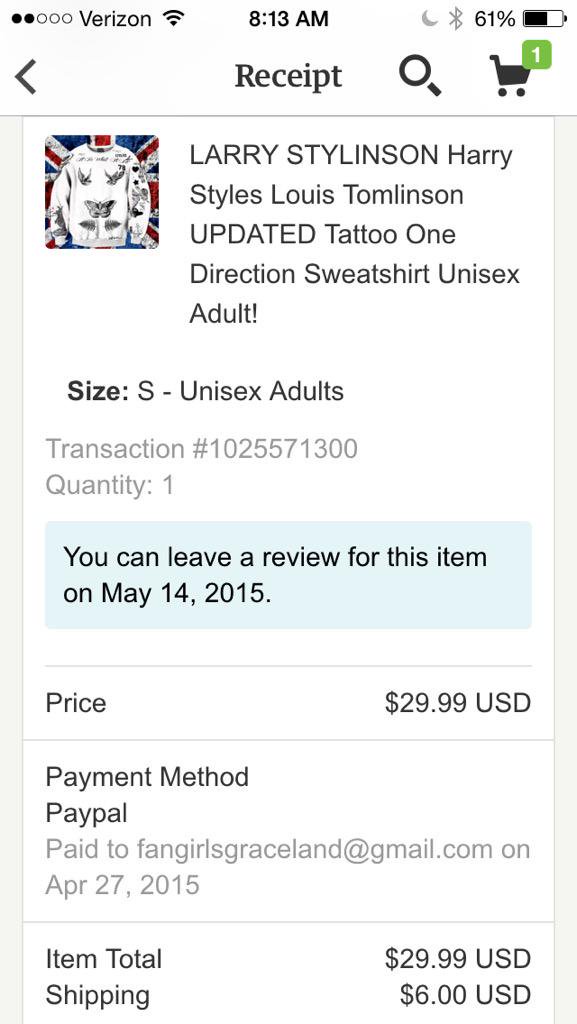 Verizon 8:13 AM 61%
Receipt 1
LARRY STYLINSON Harry
Styles Louis Tomlinson
UPDATED Tattoo One
Direction Sweatshirt Unisex
Adult!
Size: S - Unisex Adults
Transaction #1025571300
Quantity: 1
You can leave a review for this item
on May 14, 2015.
Price $29.99 USD
Payment Method
Paypal
Paid to fangirlsgraceland@gmail.com on
Apr 27, 2015
Item Total $29.99 USD
Shipping $6.00 USD